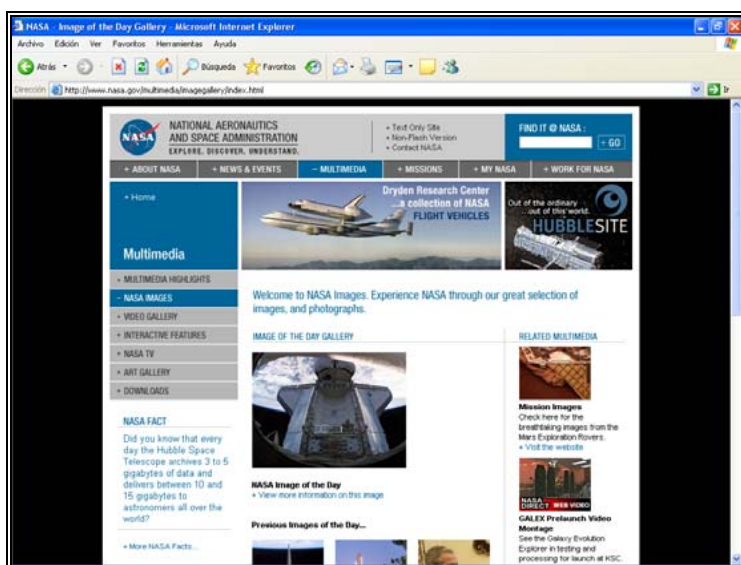 NASA - Image of the Day Gallery - Microsoft Internet Explorer
Archivo Edición Ver Favoritos Herramientas Ayuda
Atrás Búsqueda Favoritos
Dirección http://www.nasa.gov/multimedia/imagegallery/index.html Ir
NASA
NATIONAL AERONAUTICS
AND SPACE ADMINISTRATION
EXPLORE. DISCOVER. UNDERSTAND.
+ Text Only Site
+ Non-Flash Version
+ Contact NASA
FIND IT @ NASA :
+ GO
+ ABOUT NASA + NEWS & EVENTS - MULTIMEDIA + MISSIONS + MY NASA + WORK FOR NASA
+ Home
Multimedia
+ MULTIMEDIA HIGHLIGHTS
- NASA IMAGES
+ VIDEO GALLERY
+ INTERACTIVE FEATURES
+ NASA TV
+ ART GALLERY
+ DOWNLOADS
NASA FACT
Did you know that every
day the Hubble Space
Telescope archives 3 to 5
gigabytes of data and
delivers between 10 and
15 gigabytes to
astronomers all over the
world?
+ More NASA Facts...
Dryden Research Center
...a collection of NASA
FLIGHT VEHICLES
Out of the ordinary
...out of this world.
HUBBLESITE
Welcome to NASA Images. Experience NASA through our great selection of
images, and photographs.
IMAGE OF THE DAY GALLERY
NASA Image of the Day
+ View more information on this image
Previous Images of the Day...
RELATED MULTIMEDIA
Mission Images
Check here for the
breathtaking images from the
Mars Exploration Rovers.
+ Visit the website
NASA
DIRECT WEB VIDEO
GALEX Prelaunch Video
Montage
See the Galaxy Evolution
Explorer in testing and
processing for launch at KSC.